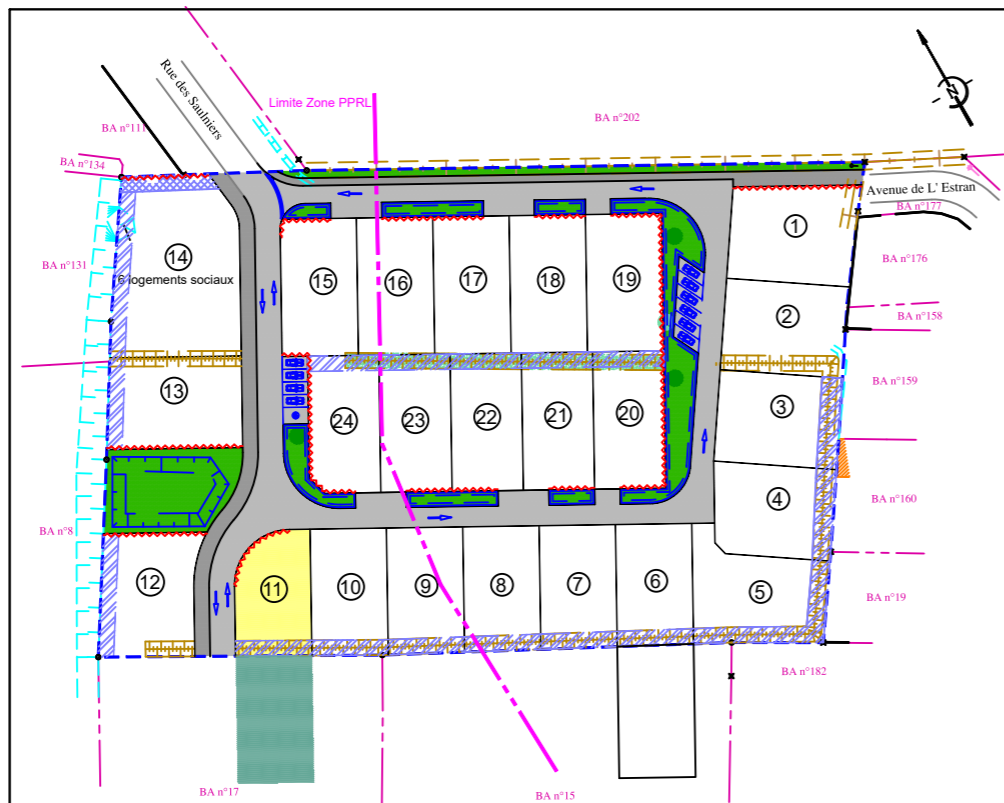 Rue des Saulniers
Limite Zone PPRL
N
BA n°111
BA n°202
BA n°134
Avenue de L' Estran
BA n°177
1
14
6 logements sociaux
BA n°131
15
16
17
18
19
BA n°176
2
BA n°158
13
24
23
22
21
20
3
BA n°159
4
BA n°160
BA n°8
12
11
10
9
8
7
6
5
BA n°19
BA n°182
BA n°17
BA n°15